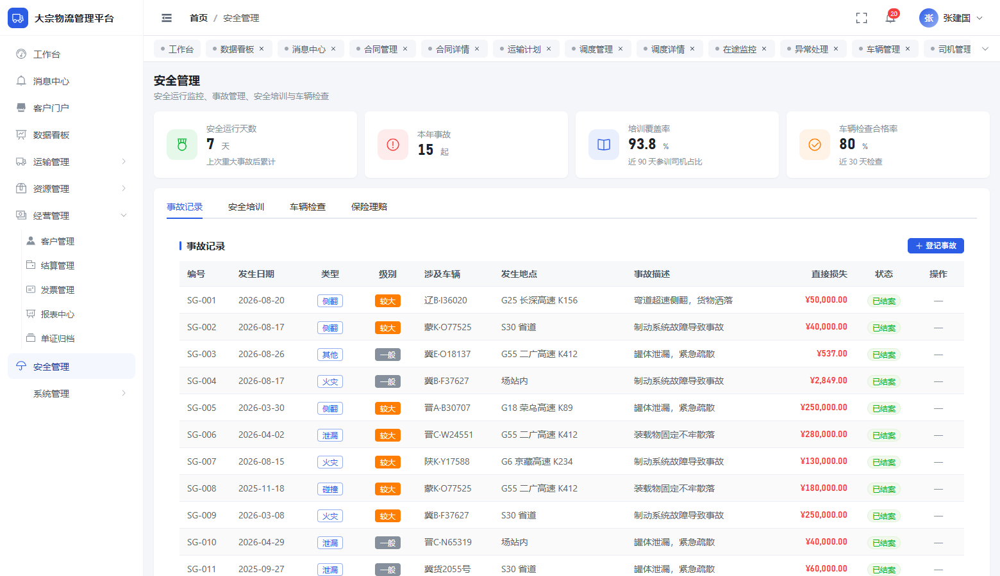 大宗物流管理平台
首页 / 安全管理
20
张 张建国
工作台
消息中心
客户门户
数据看板
运输管理
资源管理
经营管理
客户管理
结算管理
发票管理
报表中心
单证归档
安全管理
系统管理
工作台 数据看板 × 消息中心 × 合同管理 × 合同详情 × 运输计划 × 调度管理 × 调度详情 × 在途监控 × 异常处理 × 车辆管理 × 司机管理
安全管理
安全运行监控、事故管理、安全培训与车辆检查
安全运行天数
7 天
上次重大事故后累计
本年事故
15 起
培训覆盖率
93.8 %
近 90 天参训司机占比
车辆检查合格率
80 %
近 30 天检查
事故记录 安全培训 车辆检查 保险理赔
事故记录
+ 登记事故
编号 发生日期 类型 级别 涉及车辆 发生地点 事故描述 直接损失 状态 操作
SG-001 2026-08-20 侧翻 较大 辽B·I36020 G25 长深高速 K156 弯道超速侧翻，货物洒落 ¥50,000.00 已结案 —
SG-002 2026-08-17 侧翻 较大 蒙K·O77525 S30 省道 制动系统故障导致事故 ¥40,000.00 已结案 —
SG-003 2026-08-26 其他 一般 冀E·O18137 G55 二广高速 K412 罐体泄漏，紧急疏散 ¥537.00 已结案 —
SG-004 2026-08-17 火灾 一般 冀B·F37627 场站内 制动系统故障导致事故 ¥2,849.00 已结案 —
SG-005 2026-03-30 侧翻 较大 晋A·B30707 G18 荣乌高速 K89 罐体泄漏，紧急疏散 ¥250,000.00 已结案 —
SG-006 2026-04-02 泄漏 较大 晋C·W24551 G55 二广高速 K412 装载物固定不牢散落 ¥280,000.00 已结案 —
SG-007 2026-08-15 火灾 较大 陕K·Y17588 G6 京藏高速 K234 制动系统故障导致事故 ¥130,000.00 已结案 —
SG-008 2025-11-18 碰撞 较大 蒙K·O77525 G55 二广高速 K412 装载物固定不牢散落 ¥180,000.00 已结案 —
SG-009 2026-03-08 火灾 较大 冀B·F37627 S30 省道 制动系统故障导致事故 ¥250,000.00 已结案 —
SG-010 2026-04-29 泄漏 一般 晋C·N65319 场站内 罐体泄漏，紧急疏散 ¥40,000.00 已结案 —
SG-011 2025-09-27 泄漏 一般 冀货2055号 S30 省道 罐体泄漏，紧急疏散 ¥60,000.00 已结案 —